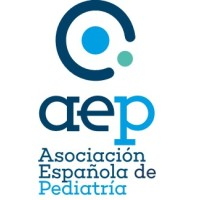 aep
Asociación
Española de
Pediatría